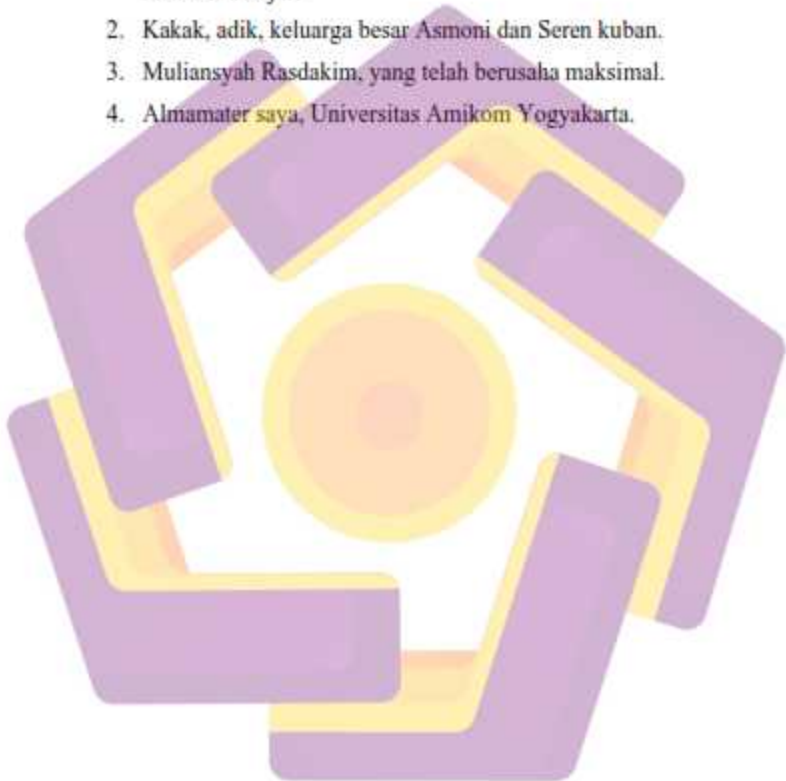 2. Kakak, adik, keluarga besar Asmoni dan Seren kuban.
3. Muliansyah Rasdakim, yang telah berusaha maksimal.
4. Almamater saya, Universitas Amikom Yogyakarta.